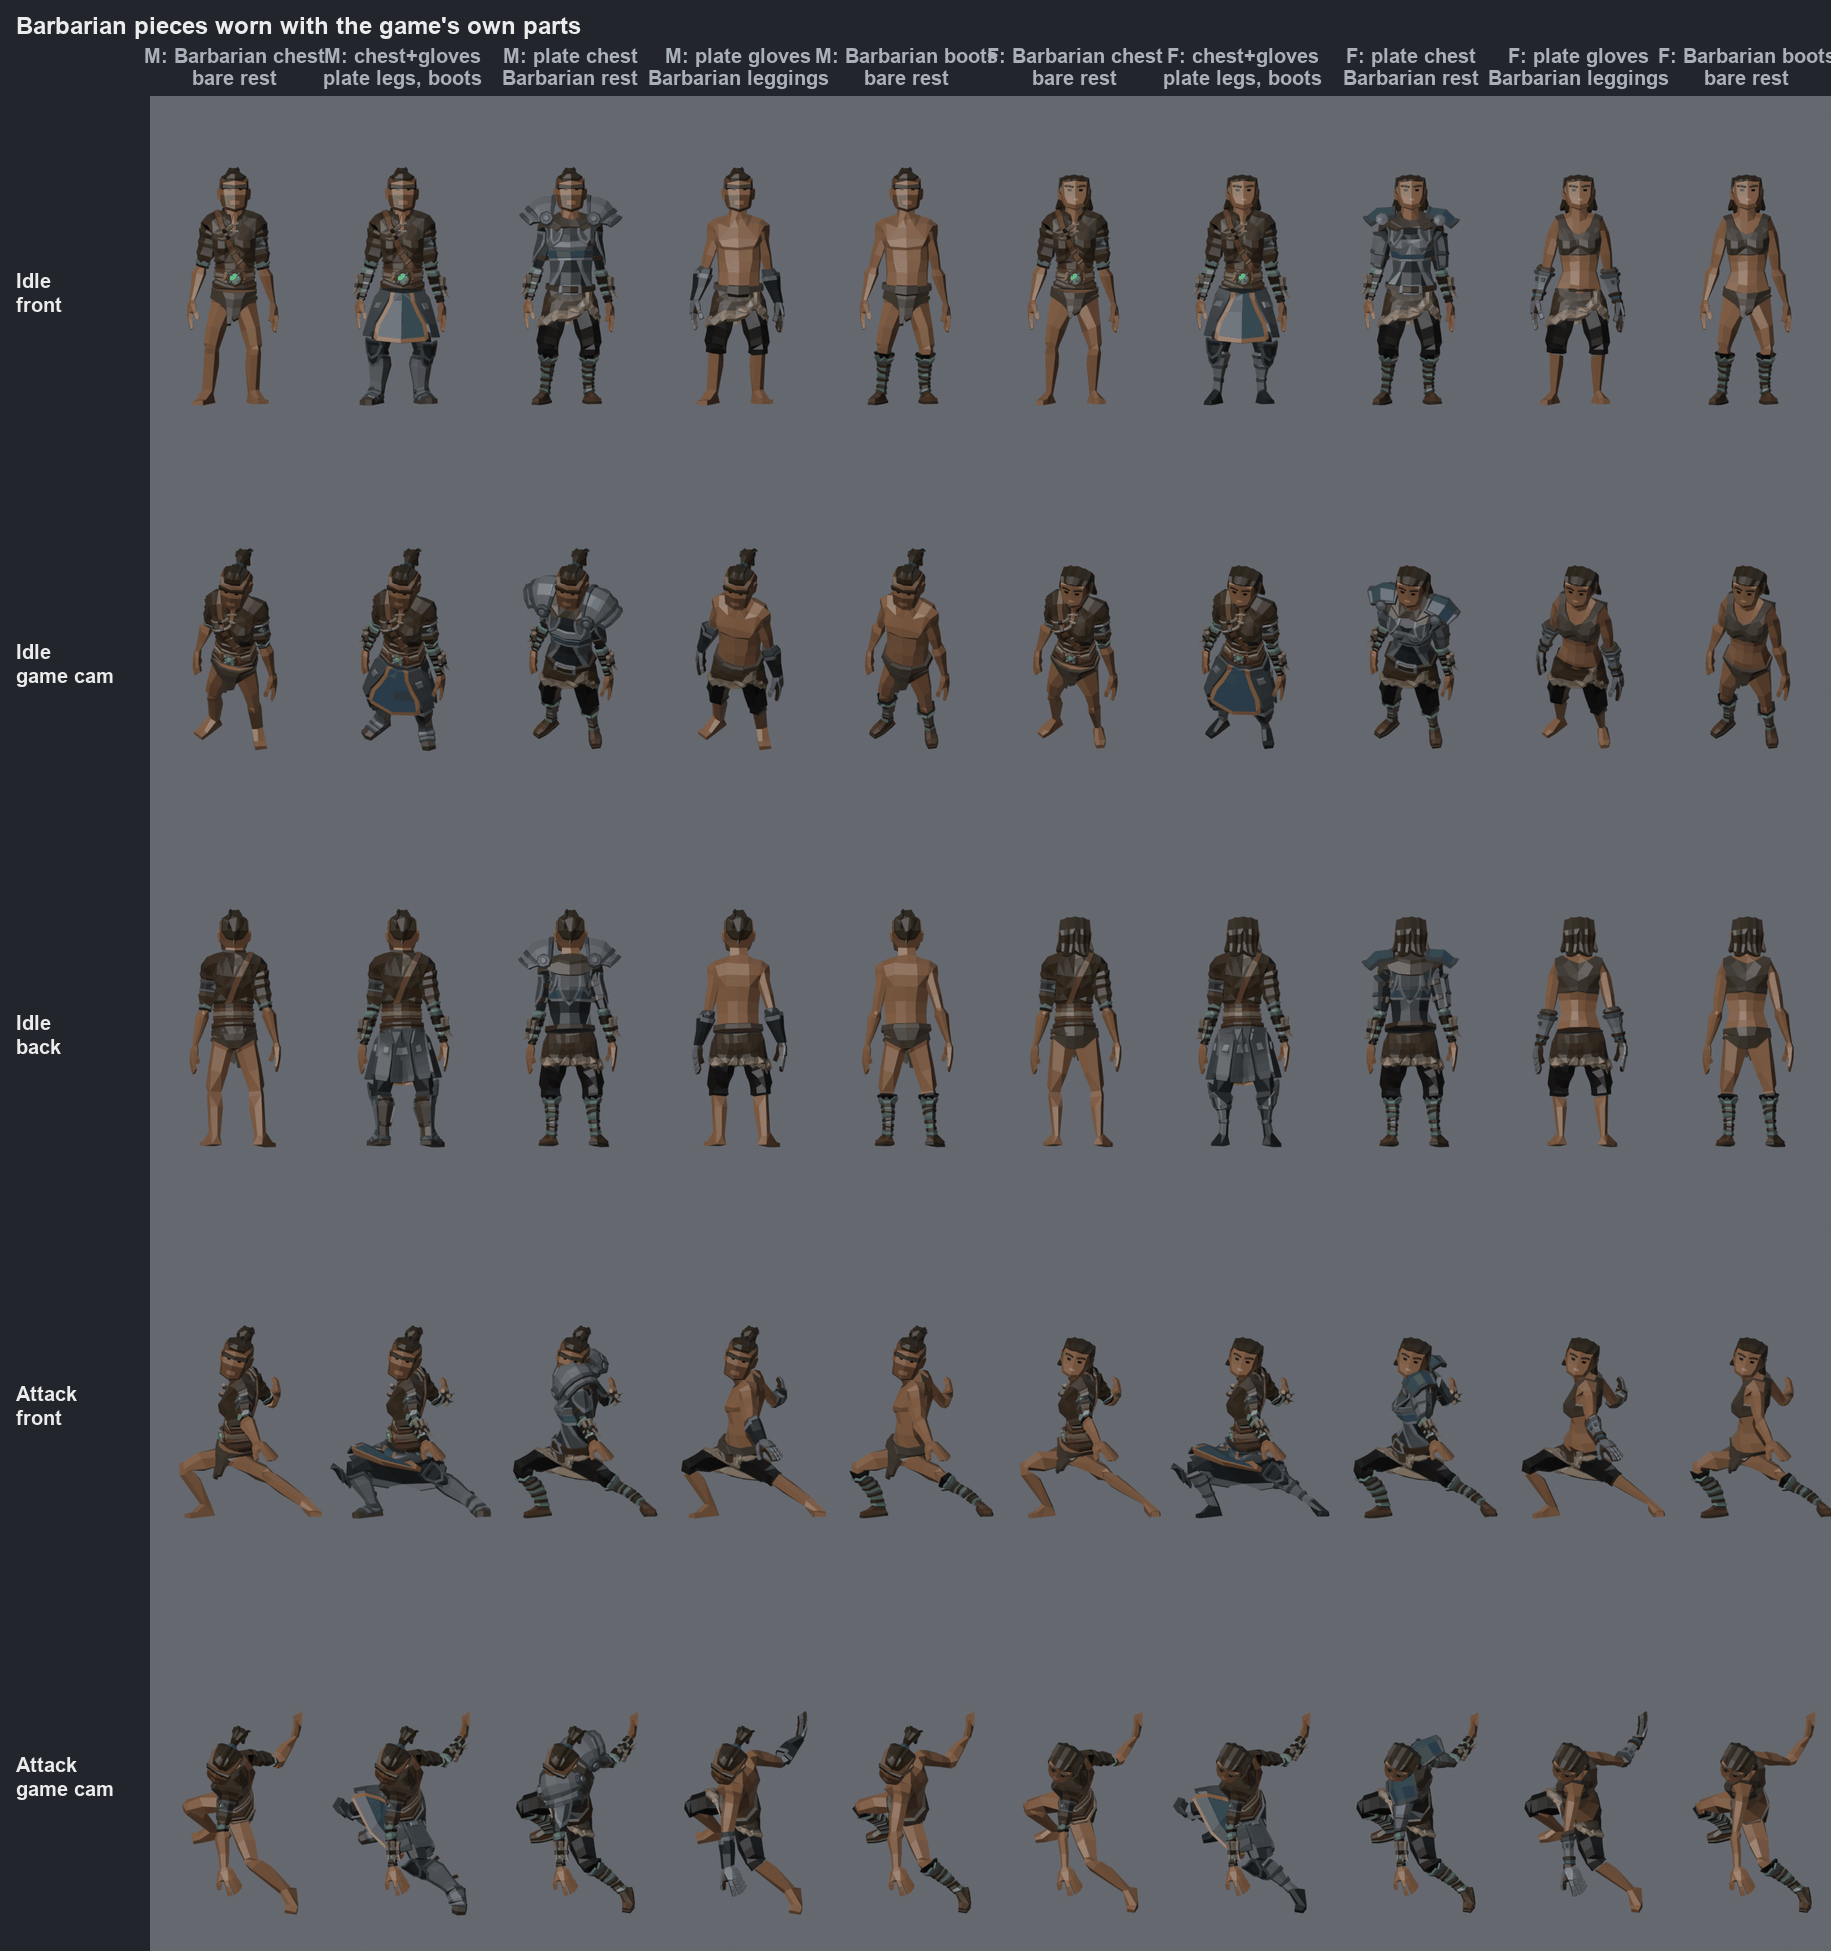 Barbarian pieces worn with the game's own parts
M: Barbarian chest
bare rest
M: chest+gloves
plate legs, boots
M: plate chest
Barbarian rest
M: plate gloves
Barbarian leggings
M: Barbarian boots
bare rest
F: Barbarian chest
bare rest
F: chest+gloves
plate legs, boots
F: plate chest
Barbarian rest
F: plate gloves
Barbarian leggings
F: Barbarian boots
bare rest
Idle
front
Idle
game cam
Idle
back
Attack
front
Attack
game cam